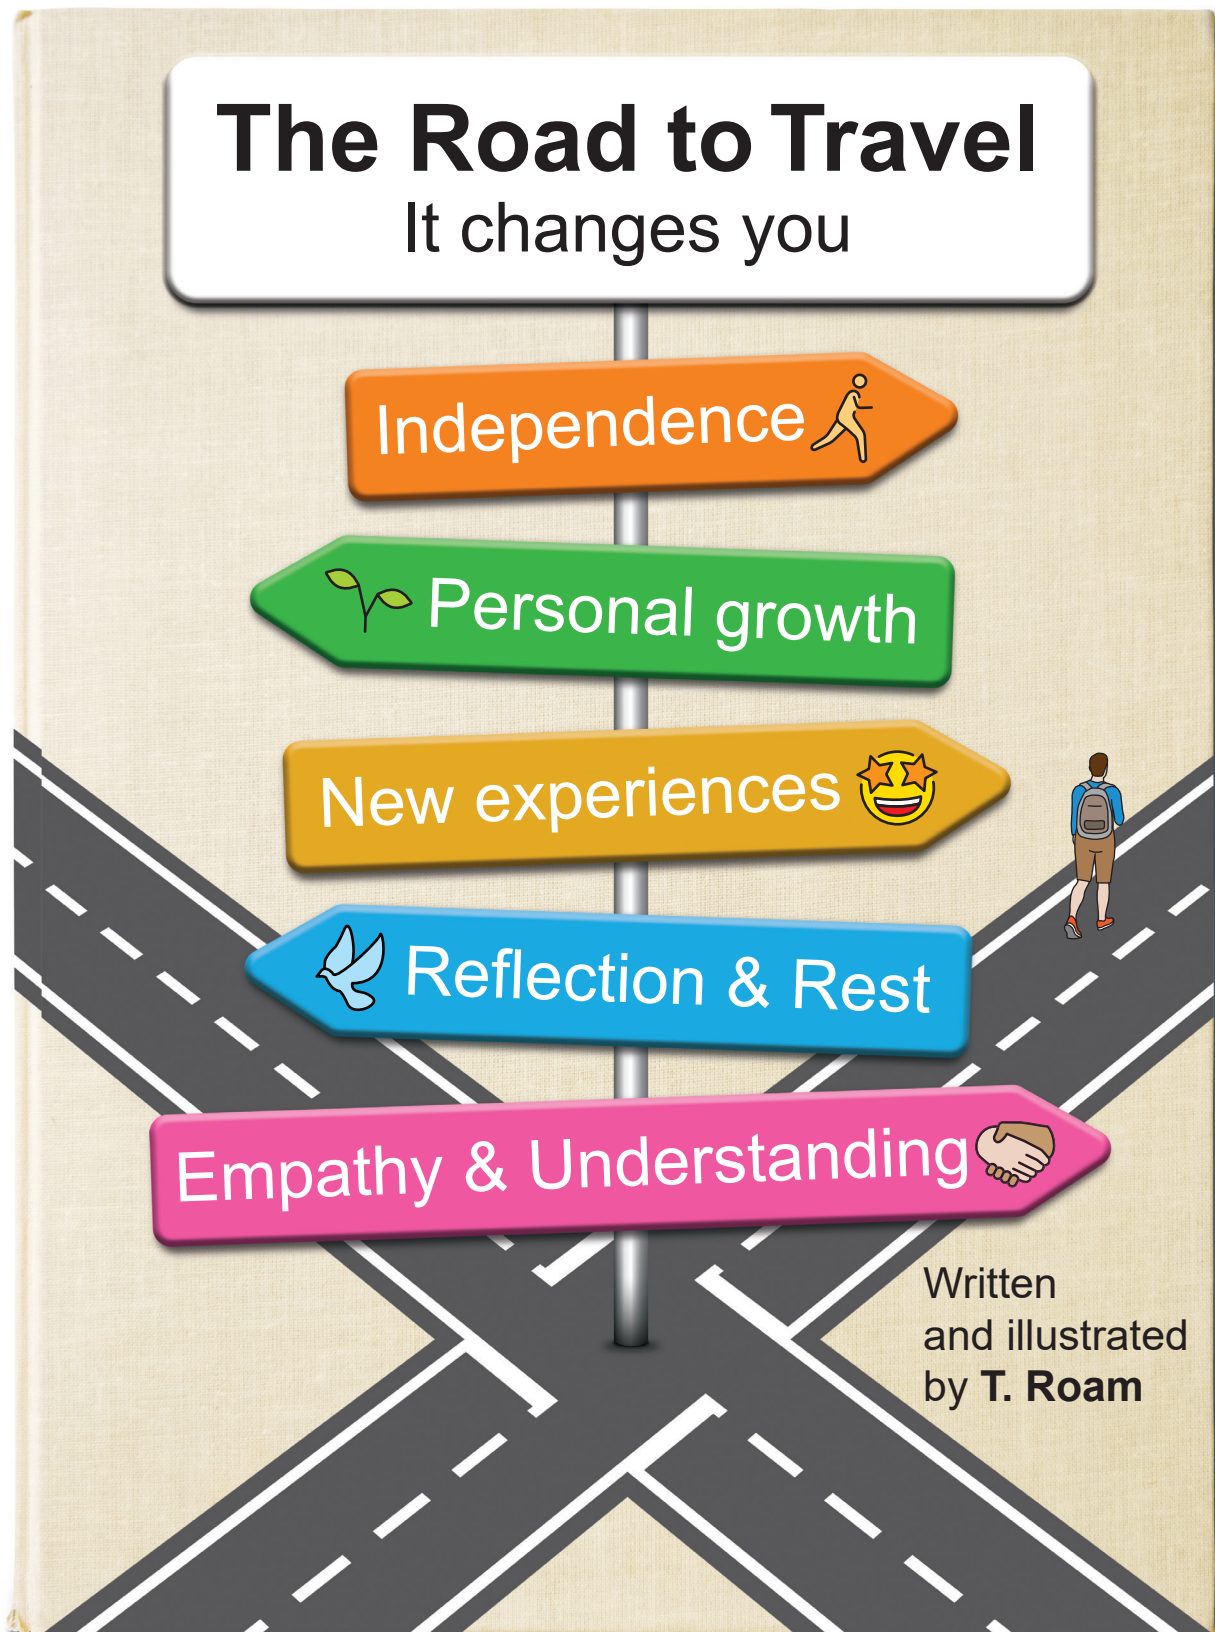 The Road to Travel
It changes you
Independence
Personal growth
New experiences
Reflection & Rest
Empathy & Understanding
Written
and illustrated
by T. Roam